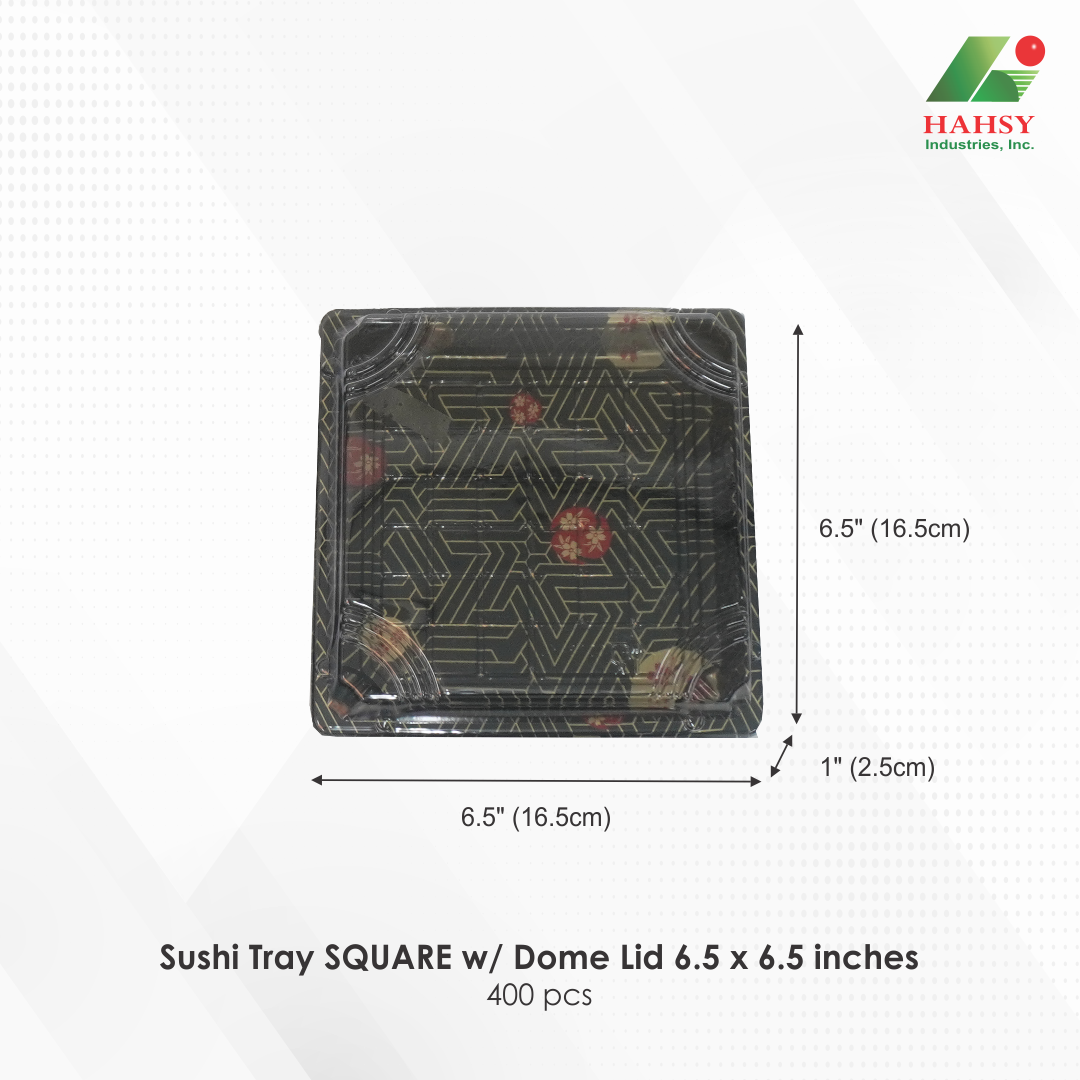 HAHSY
Industries, Inc.
6.5" (16.5cm)
1" (2.5cm)
6.5" (16.5cm)
Sushi Tray SQUARE w/ Dome Lid 6.5 x 6.5 inches
400 pcs